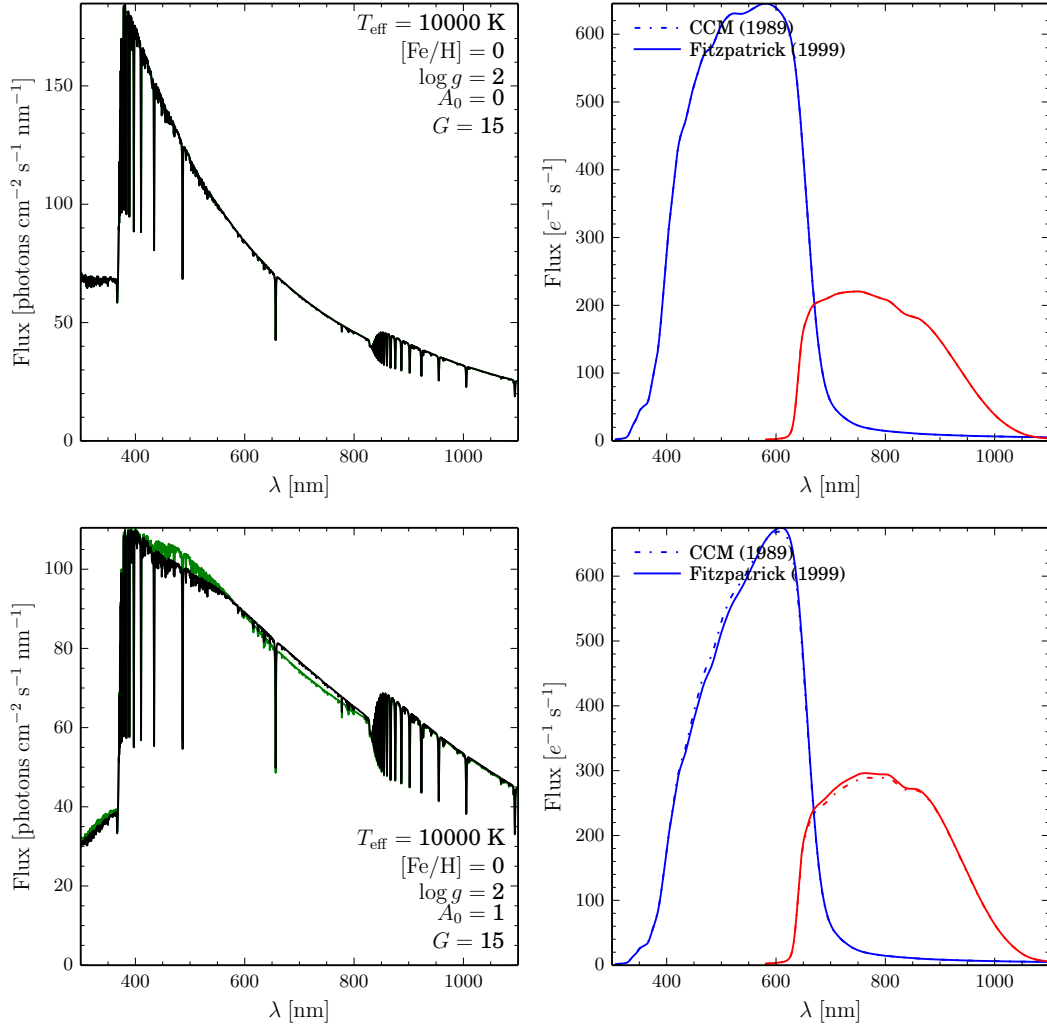 T_eff = 10000 K
[Fe/H] = 0
log g = 2
A_0 = 0
G = 15
Flux [photons cm⁻² s⁻¹ nm⁻¹]
150
100
50
0
400 600 800 1000
λ [nm]
CCM (1989)
Fitzpatrick (1999)
Flux [e⁻¹ s⁻¹]
600
500
400
300
200
100
0
400 600 800 1000
λ [nm]
Flux [photons cm⁻² s⁻¹ nm⁻¹]
100
80
60
40
20
0
T_eff = 10000 K
[Fe/H] = 0
log g = 2
A_0 = 1
G = 15
400 600 800 1000
λ [nm]
CCM (1989)
Fitzpatrick (1999)
Flux [e⁻¹ s⁻¹]
600
500
400
300
200
100
0
400 600 800 1000
λ [nm]